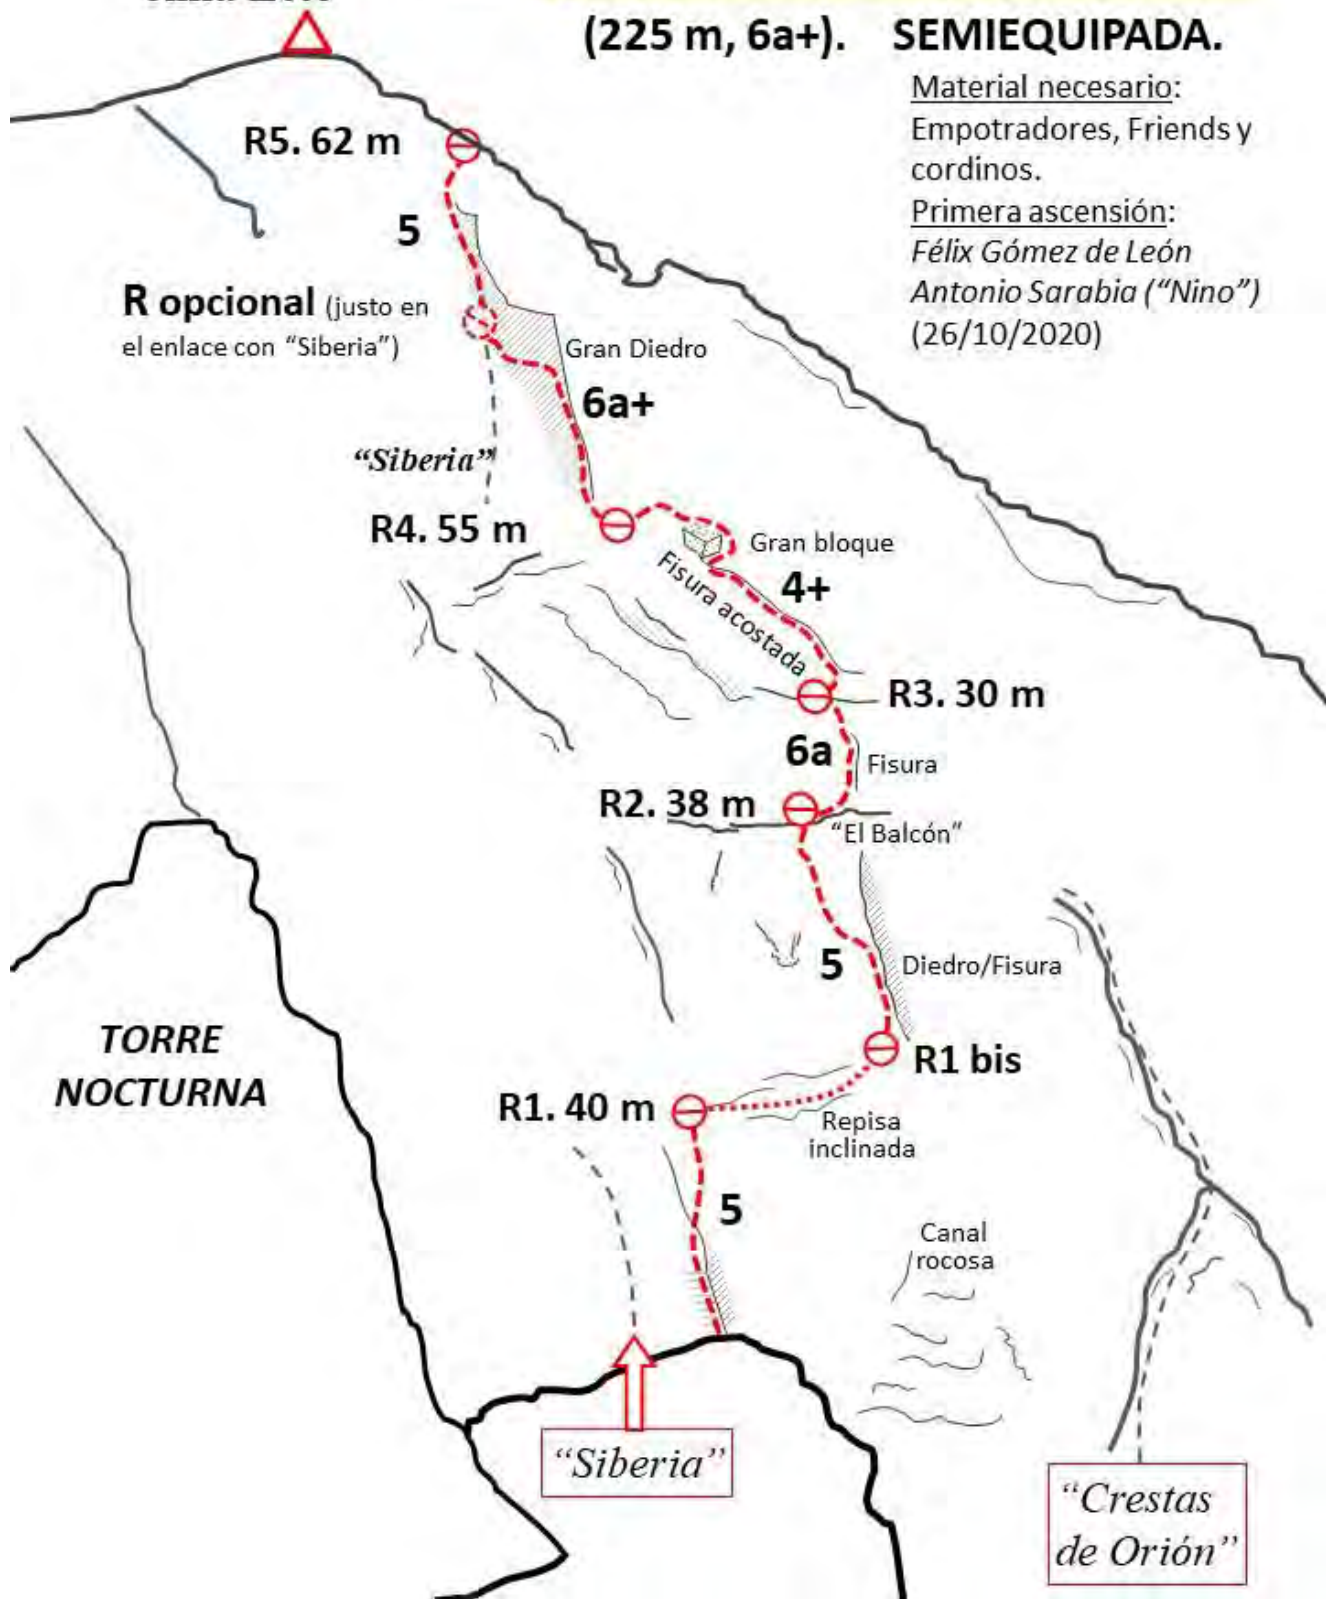 (225 m, 6a+). SEMIEQUIPADA.
Material necesario:
Empotradores, Friends y
cordinos.
Primera ascensión:
Félix Gómez de León
Antonio Sarabia (“Nino”)
(26/10/2020)
R5. 62 m
5
R opcional (justo en
el enlace con “Siberia”)
Gran Diedro
6a+
“Siberia”
R4. 55 m
Gran bloque
4+
Fisura acostada
R3. 30 m
6a
Fisura
R2. 38 m
“El Balcón”
5
Diedro/Fisura
TORRE
NOCTURNA
R1 bis
R1. 40 m
Repisa
inclinada
5
Canal
rocosa
“Siberia”
“Crestas
de Orión”